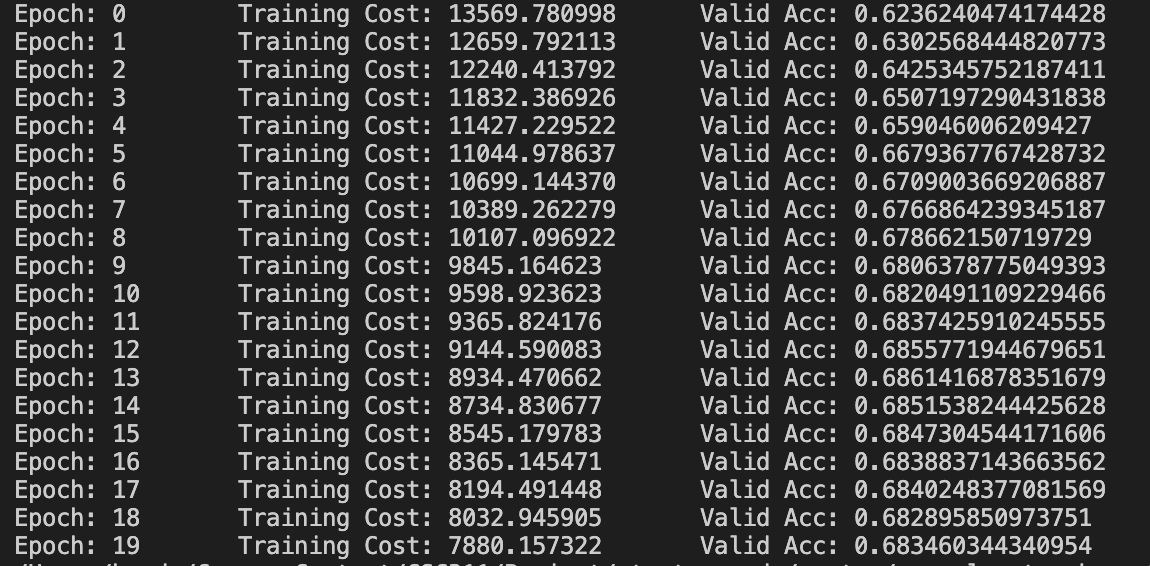 Epoch: 0 Training Cost: 13569.780998 Valid Acc: 0.6236240474174428
Epoch: 1 Training Cost: 12659.792113 Valid Acc: 0.6302568444820773
Epoch: 2 Training Cost: 12240.413792 Valid Acc: 0.6425345752187411
Epoch: 3 Training Cost: 11832.386926 Valid Acc: 0.6507197290431838
Epoch: 4 Training Cost: 11427.229522 Valid Acc: 0.659046006209427
Epoch: 5 Training Cost: 11044.978637 Valid Acc: 0.6679367767428732
Epoch: 6 Training Cost: 10699.144370 Valid Acc: 0.6709003669206887
Epoch: 7 Training Cost: 10389.262279 Valid Acc: 0.6766864239345187
Epoch: 8 Training Cost: 10107.096922 Valid Acc: 0.678662150719729
Epoch: 9 Training Cost: 9845.164623 Valid Acc: 0.6806378775049393
Epoch: 10 Training Cost: 9598.923623 Valid Acc: 0.6820491109229466
Epoch: 11 Training Cost: 9365.824176 Valid Acc: 0.6837425910245555
Epoch: 12 Training Cost: 9144.590083 Valid Acc: 0.6855771944679651
Epoch: 13 Training Cost: 8934.470662 Valid Acc: 0.6861416878351679
Epoch: 14 Training Cost: 8734.830677 Valid Acc: 0.6851538244425628
Epoch: 15 Training Cost: 8545.179783 Valid Acc: 0.6847304544171606
Epoch: 16 Training Cost: 8365.145471 Valid Acc: 0.6838837143663562
Epoch: 17 Training Cost: 8194.491448 Valid Acc: 0.6840248377081569
Epoch: 18 Training Cost: 8032.945905 Valid Acc: 0.682895850973751
Epoch: 19 Training Cost: 7880.157322 Valid Acc: 0.683460344340954